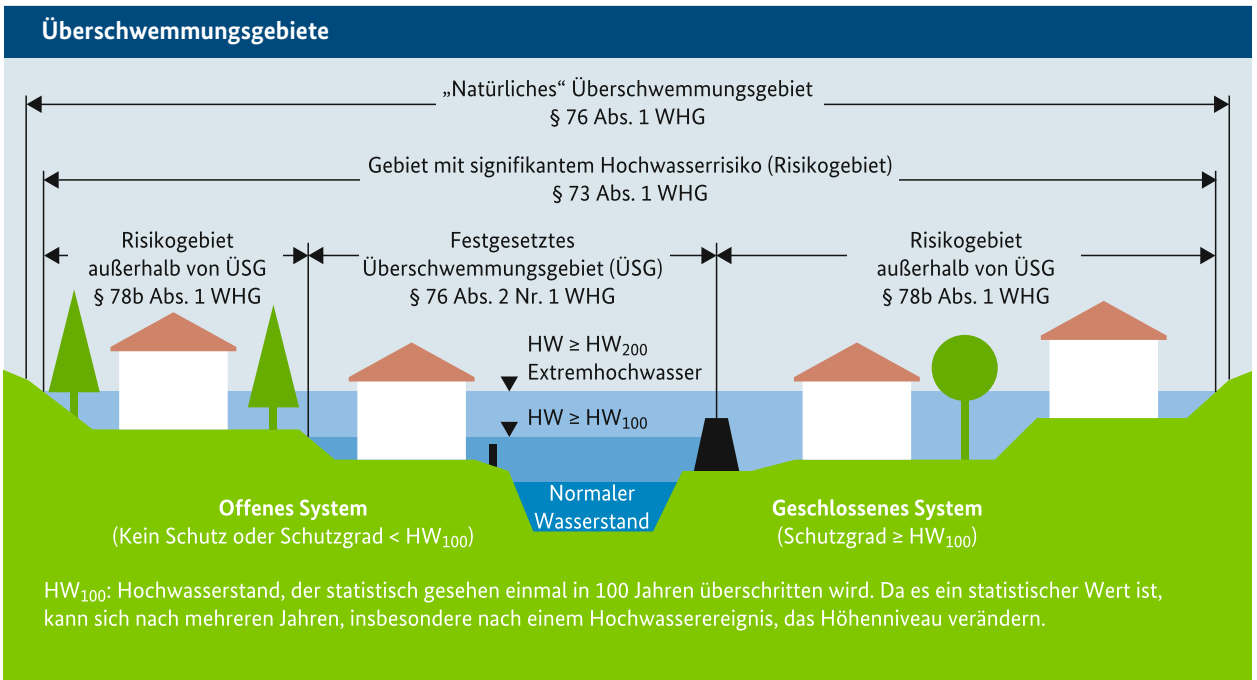 Überschwemmungsgebiete
„Natürliches“ Überschwemmungsgebiet
§ 76 Abs. 1 WHG
Gebiet mit signifikantem Hochwasserrisiko (Risikogebiet)
§ 73 Abs. 1 WHG
Risikogebiet
außerhalb von ÜSG
§ 78b Abs. 1 WHG
Festgesetztes
Überschwemmungsgebiet (ÜSG)
§ 76 Abs. 2 Nr. 1 WHG
Risikogebiet
außerhalb von ÜSG
§ 78b Abs. 1 WHG
HW ≥ HW₂₀₀
Extremhochwasser
HW ≥ HW₁₀₀
Normaler
Wasserstand
Offenes System
(Kein Schutz oder Schutzgrad < HW₁₀₀)
Geschlossenes System
(Schutzgrad ≥ HW₁₀₀)
HW₁₀₀: Hochwasserstand, der statistisch gesehen einmal in 100 Jahren überschritten wird. Da es ein statistischer Wert ist,
kann sich nach mehreren Jahren, insbesondere nach einem Hochwasserereignis, das Höhenniveau verändern.